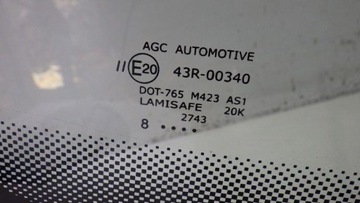 AGC AUTOMOTIVE
II E20 43R-00340
DOT-765 M423 AS1
LAMISAFE 20K
2743
8 ....